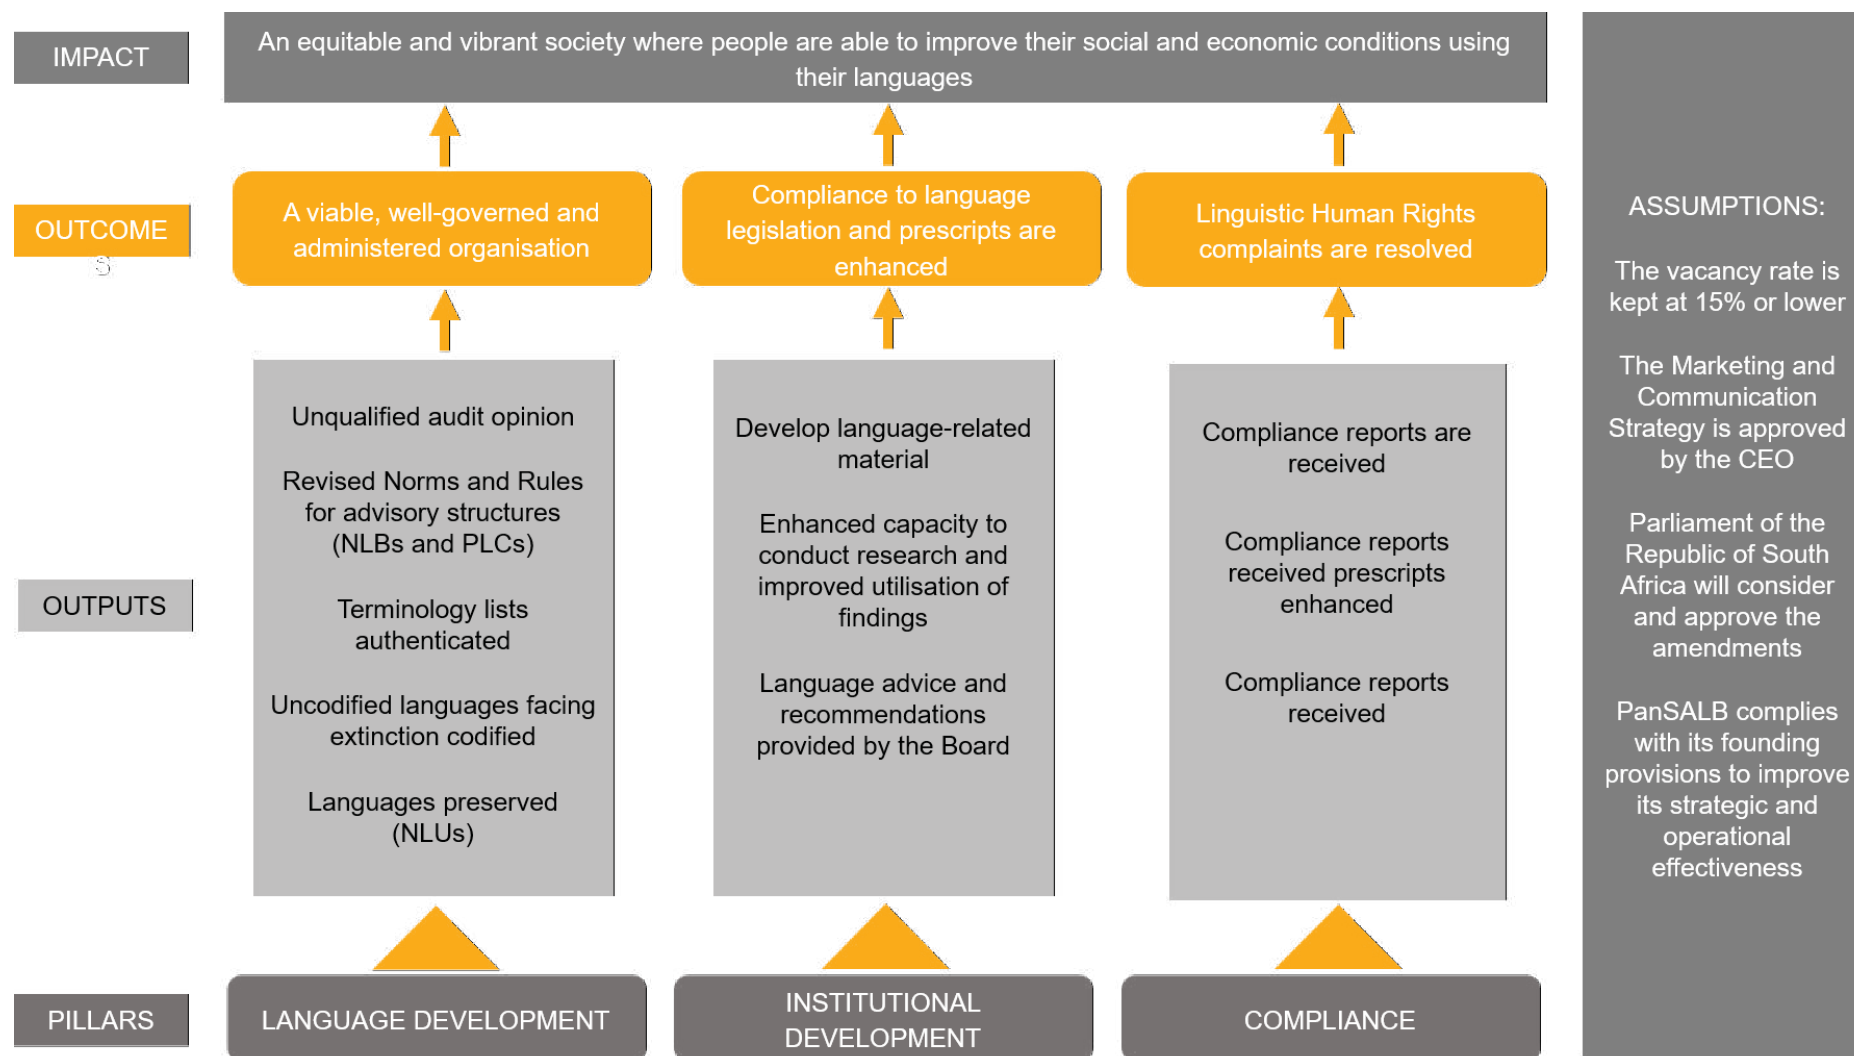 IMPACT
An equitable and vibrant society where people are able to improve their social and economic conditions using
their languages
OUTCOME
S
A viable, well-governed and
administered organisation
Compliance to language
legislation and prescripts are
enhanced
Linguistic Human Rights
complaints are resolved
OUTPUTS
Unqualified audit opinion
Revised Norms and Rules
for advisory structures
(NLBs and PLCs)
Terminology lists
authenticated
Uncodified languages facing
extinction codified
Languages preserved
(NLUs)
Develop language-related
material
Enhanced capacity to
conduct research and
improved utilisation of
findings
Language advice and
recommendations
provided by the Board
Compliance reports are
received
Compliance reports
received prescripts
enhanced
Compliance reports
received
PILLARS
LANGUAGE DEVELOPMENT
INSTITUTIONAL
DEVELOPMENT
COMPLIANCE
ASSUMPTIONS:
The vacancy rate is
kept at 15% or lower
The Marketing and
Communication
Strategy is approved
by the CEO
Parliament of the
Republic of South
Africa will consider
and approve the
amendments
PanSALB complies
with its founding
provisions to improve
its strategic and
operational
effectiveness